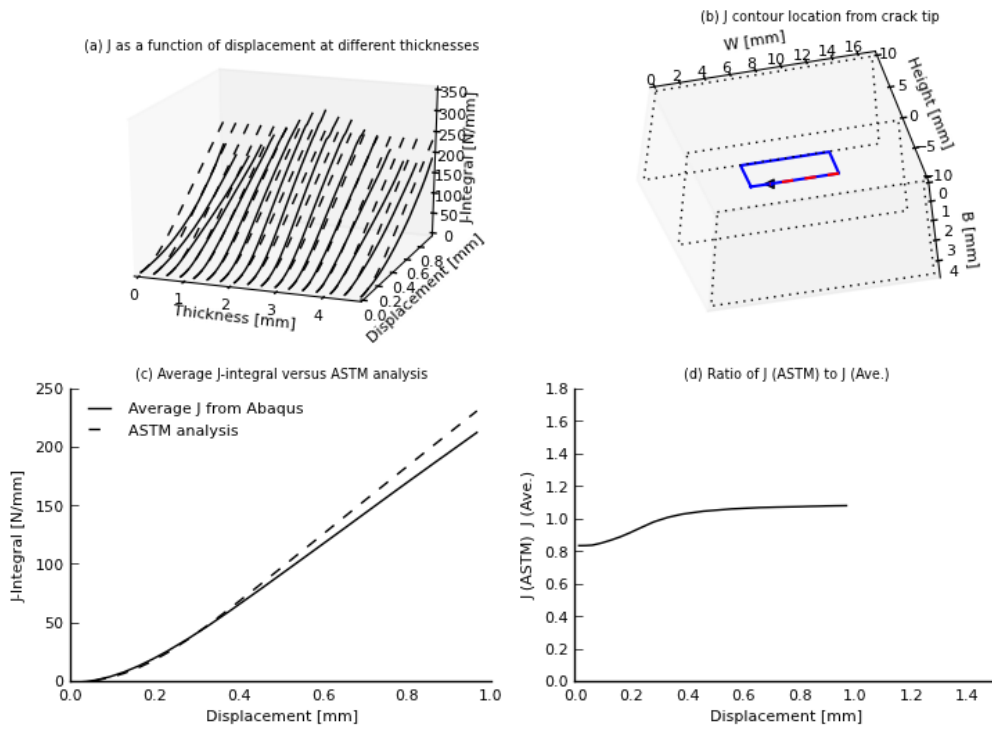 (a) J as a function of displacement at different thicknesses
350
300
250
200
150
100
50
0
J-Integral [N/mm]
0
1
2
3
4
Thickness [mm]
0.0
0.2
0.4
0.6
0.8
Displacement [mm]
(b) J contour location from crack tip
W [mm]
0 2 4 6 8 10 12 14 16
10
5
0
−5
−10
Height [mm]
0
1
2
3
4
B [mm]
(c) Average J-integral versus ASTM analysis
250
200
150
100
50
0
J-Integral [N/mm]
Average J from Abaqus
ASTM analysis
0.0 0.2 0.4 0.6 0.8 1.0
Displacement [mm]
(d) Ratio of J (ASTM) to J (Ave.)
1.8
1.6
1.4
1.2
1.0
0.8
0.6
0.4
0.2
0.0
J (ASTM) J (Ave.)
0.0 0.2 0.4 0.6 0.8 1.0 1.2 1.4
Displacement [mm]